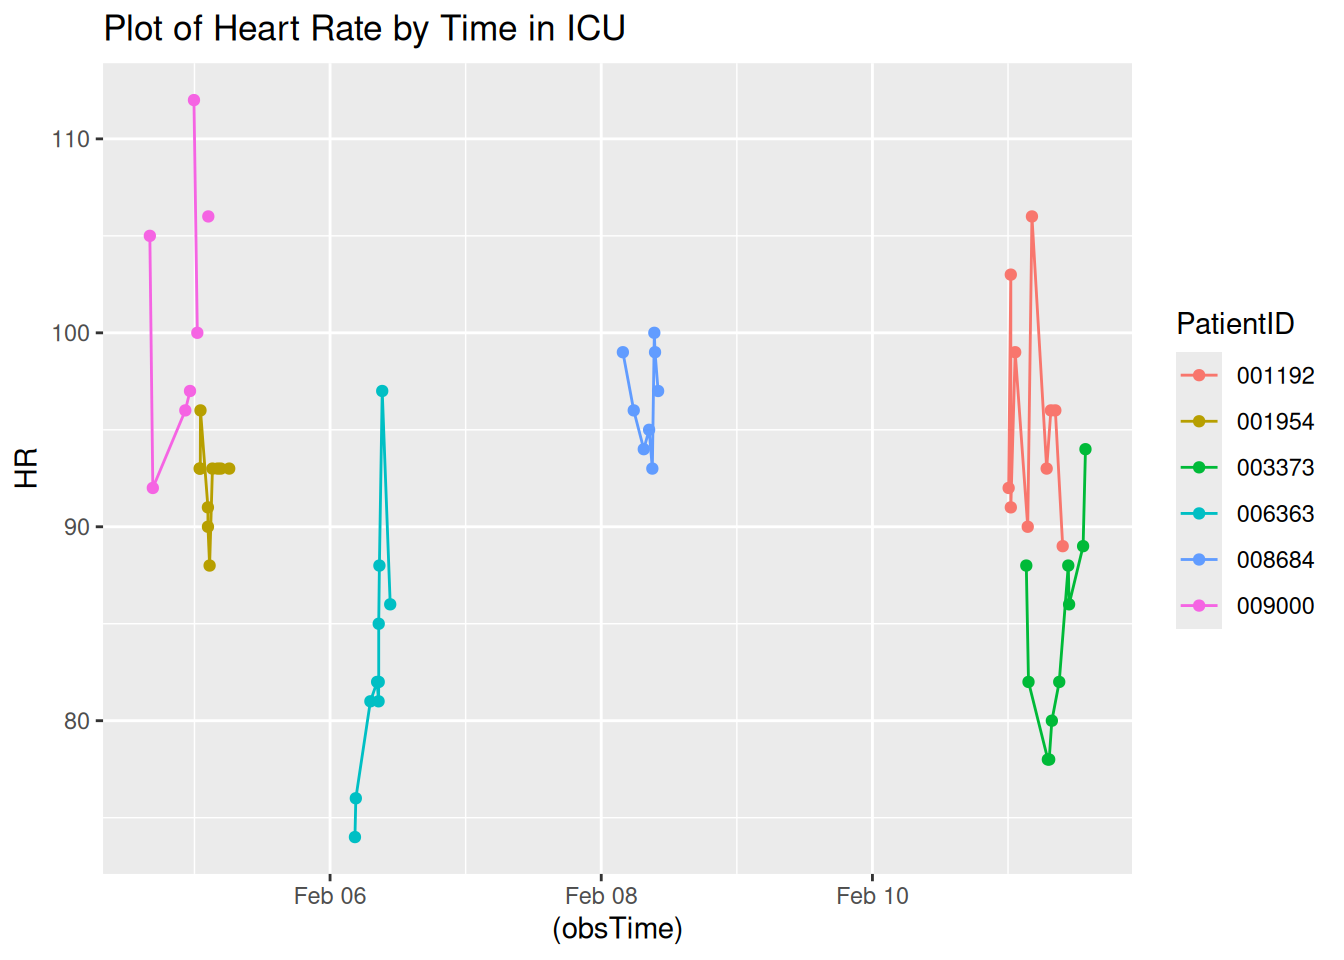 Plot of Heart Rate by Time in ICU
HR
110
100
90
80
Feb 06
Feb 08
Feb 10
(obsTime)
PatientID
001192
001954
003373
006363
008684
009000